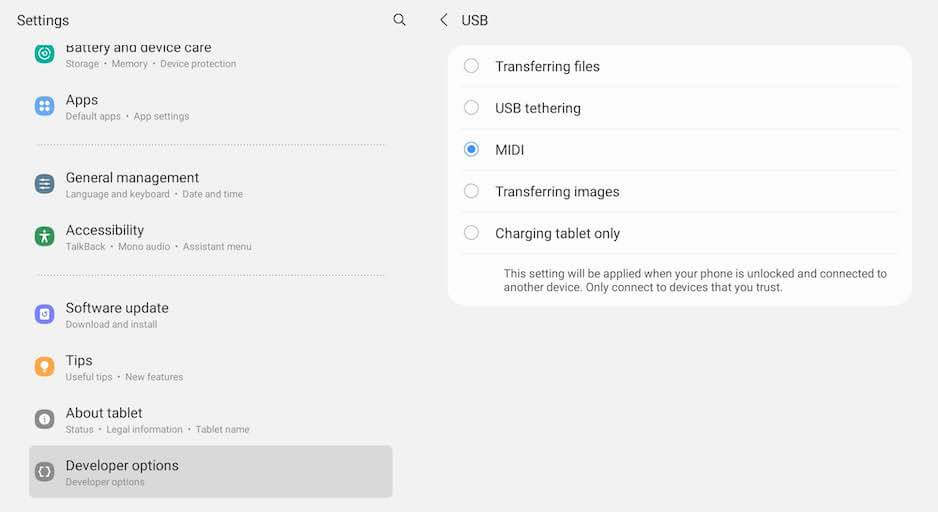 Settings
Battery and device care
Storage • Memory • Device protection
Apps
Default apps • App settings
General management
Language and keyboard • Date and time
Accessibility
TalkBack • Mono audio • Assistant menu
Software update
Download and install
Tips
Useful tips • New features
About tablet
Status • Legal information • Tablet name
Developer options
Developer options
USB
Transferring files
USB tethering
MIDI
Transferring images
Charging tablet only
This setting will be applied when your phone is unlocked and connected to
another device. Only connect to devices that you trust.